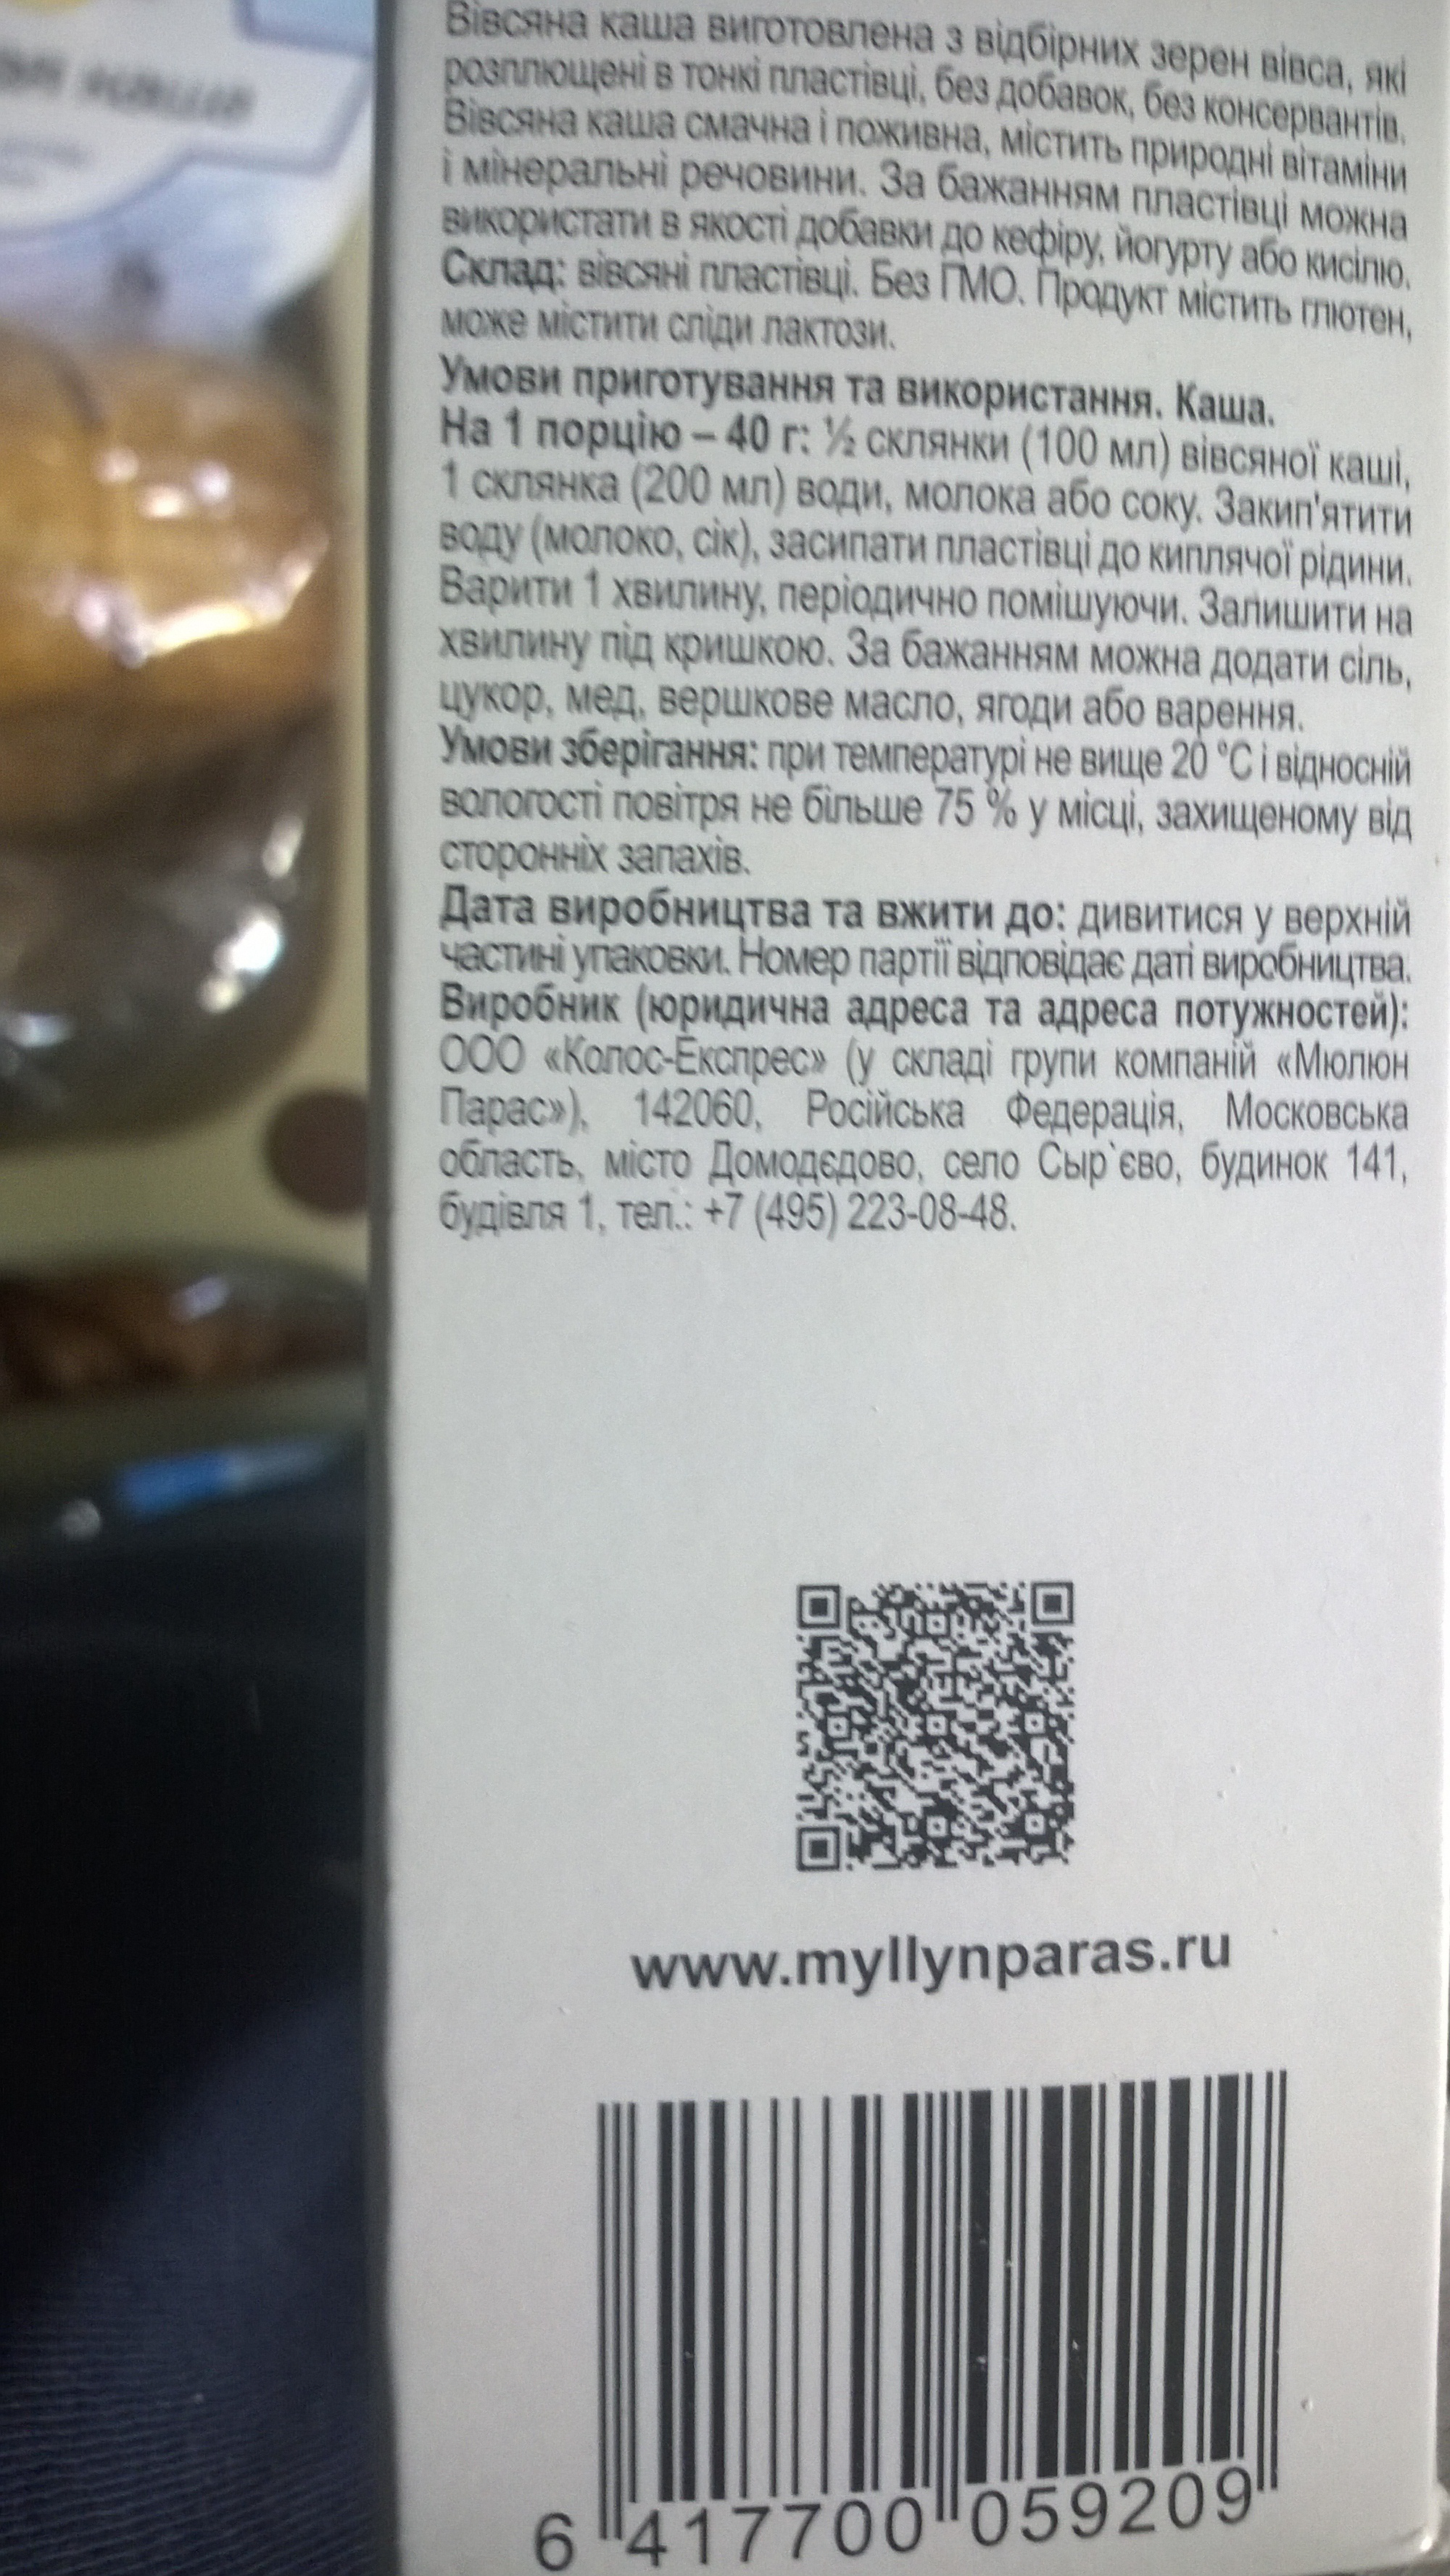 Вівсяна каша виготовлена з відбірних зерен вівса, які
розплющені в тонкі пластівці, без добавок, без консервантів.
Вівсяна каша смачна і поживна, містить природні вітаміни
і мінеральні речовини. За бажанням пластівці можна
використати в якості добавки до кефіру, йогурту або кисілю.
Склад: вівсяні пластівці. Без ГМО. Продукт містить глютен,
може містити сліди лактози.
Умови приготування та використання. Каша.
На 1 порцію – 40 г: ½ склянки (100 мл) вівсяної каші,
1 склянка (200 мл) води, молока або соку. Закип'ятити
воду (молоко, сік), засипати пластівці до киплячої рідини.
Варити 1 хвилину, періодично помішуючи. Залишити на
хвилину під кришкою. За бажанням можна додати сіль,
цукор, мед, вершкове масло, ягоди або варення.
Умови зберігання: при температурі не вище 20 °С і відносній
вологості повітря не більше 75 % у місці, захищеному від
сторонніх запахів.
Дата виробництва та вжити до: дивитися у верхній
частині упаковки. Номер партії відповідає даті виробництва.
Виробник (юридична адреса та адреса потужностей):
ООО «Колос-Експрес» (у складі групи компаній «Мюлюн
Парас»), 142060, Російська Федерація, Московська
область, місто Домодєдово, село Сыр`єво, будинок 141,
будівля 1, тел.: +7 (495) 223-08-48.
www.myllynparas.ru
6 417700 059209